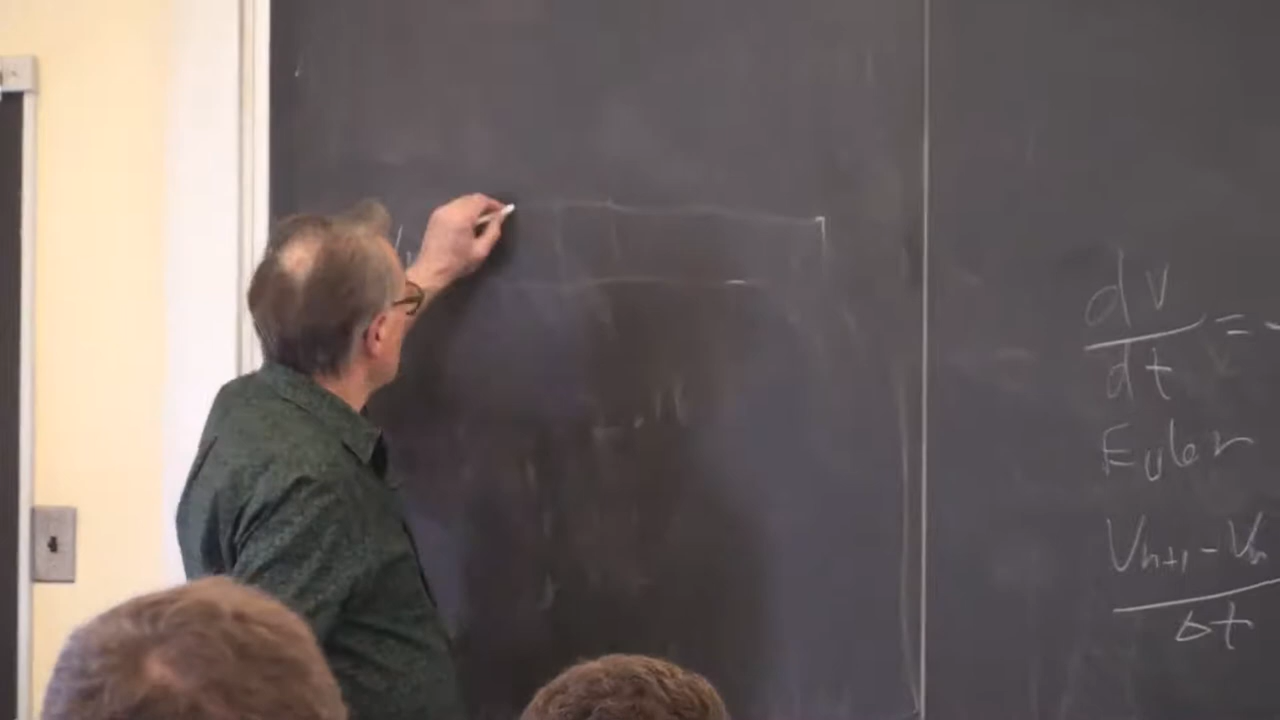 dv
dt = -
Euler
Vn+1 - Vn
Δt